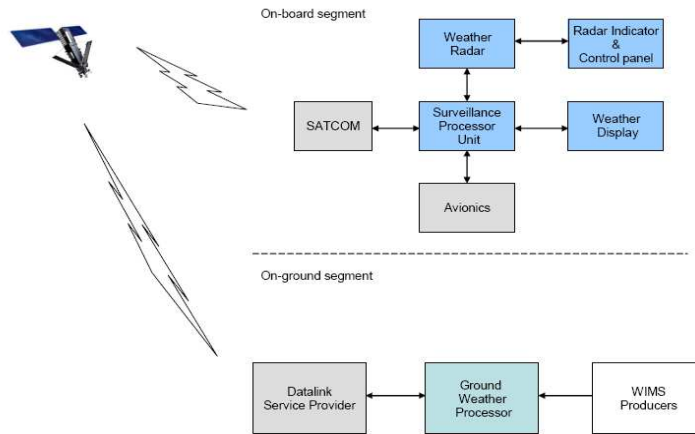 On-board segment
Weather
Radar
Radar Indicator
&
Control panel
SATCOM
Surveillance
Processor
Unit
Weather
Display
Avionics
On-ground segment
Datalink
Service Provider
Ground
Weather
Processor
WIMS
Producers